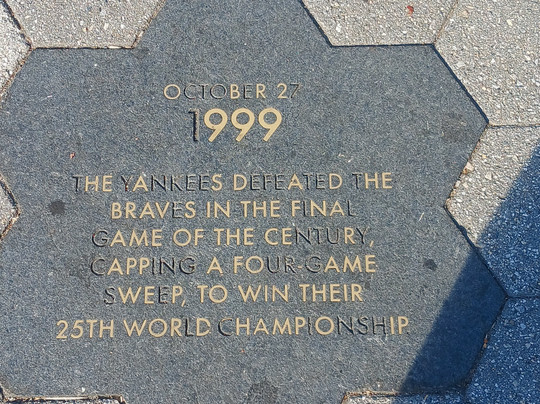 OCTOBER 27
1999
THE YANKEES DEFEATED THE
BRAVES IN THE FINAL
GAME OF THE CENTURY,
CAPPING A FOUR-GAME
SWEEP, TO WIN THEIR
25TH WORLD CHAMPIONSHIP